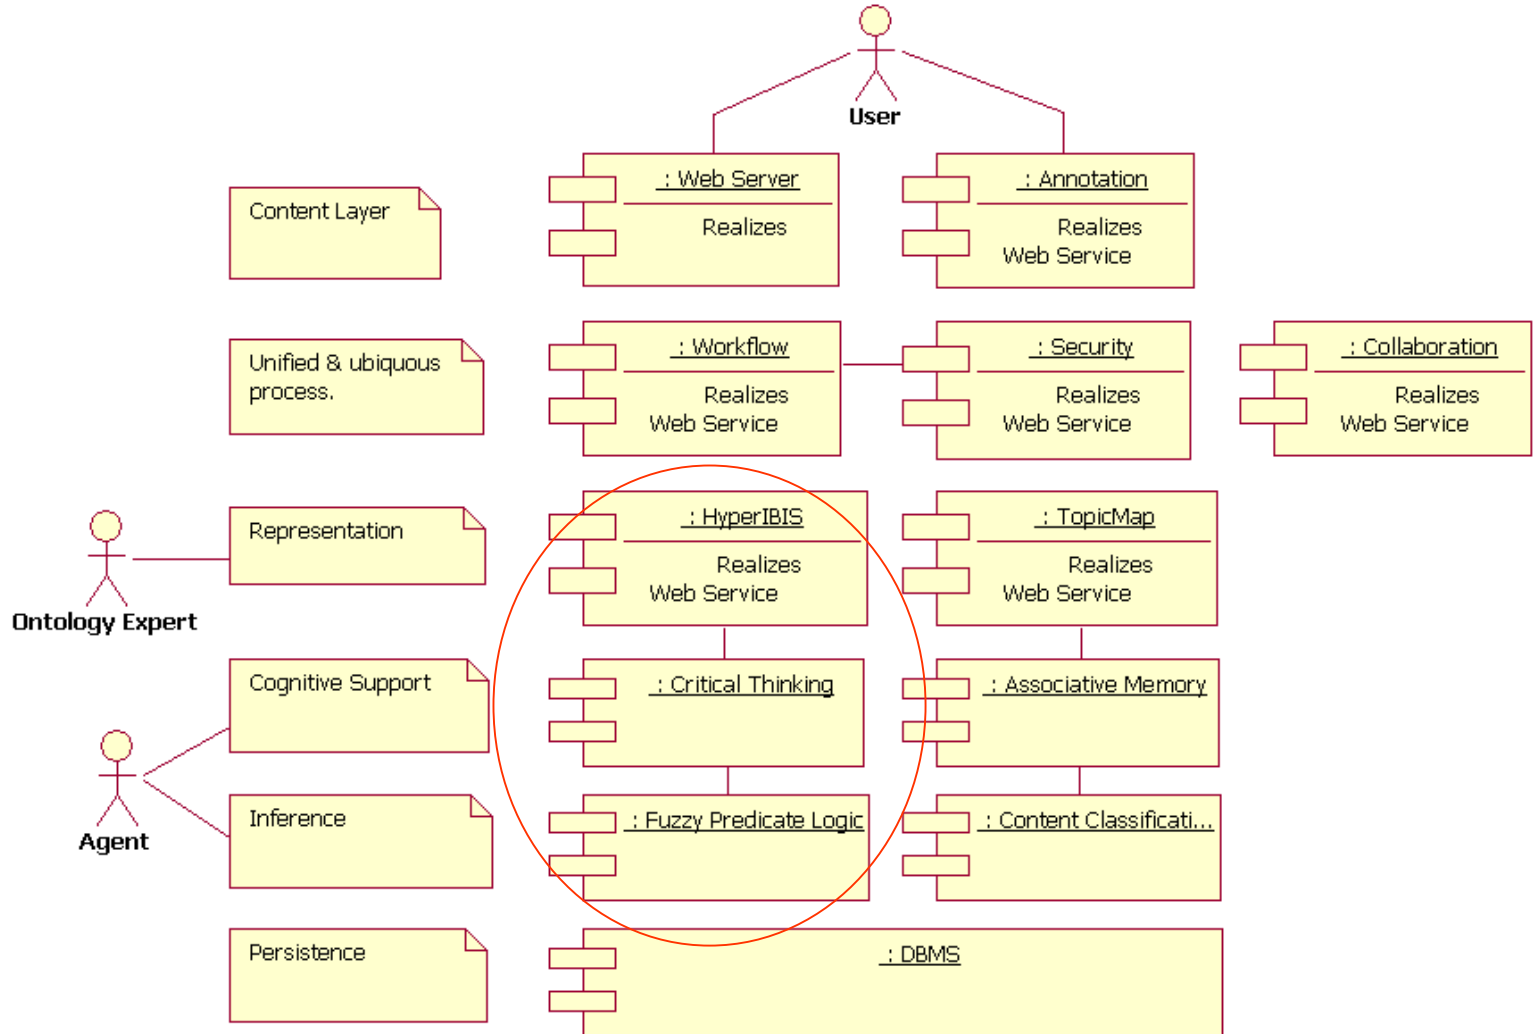 User
: Web Server
Realizes
: Annotation
Realizes
Web Service
Content Layer
Unified & ubiquous
process.
: Workflow
Realizes
Web Service
: Security
Realizes
Web Service
: Collaboration
Realizes
Web Service
Ontology Expert
Representation
: HyperIBIS
Realizes
Web Service
: TopicMap
Realizes
Web Service
Cognitive Support
: Critical Thinking
: Associative Memory
Agent
Inference
: Fuzzy Predicate Logic
: Content Classificati...
Persistence
: DBMS